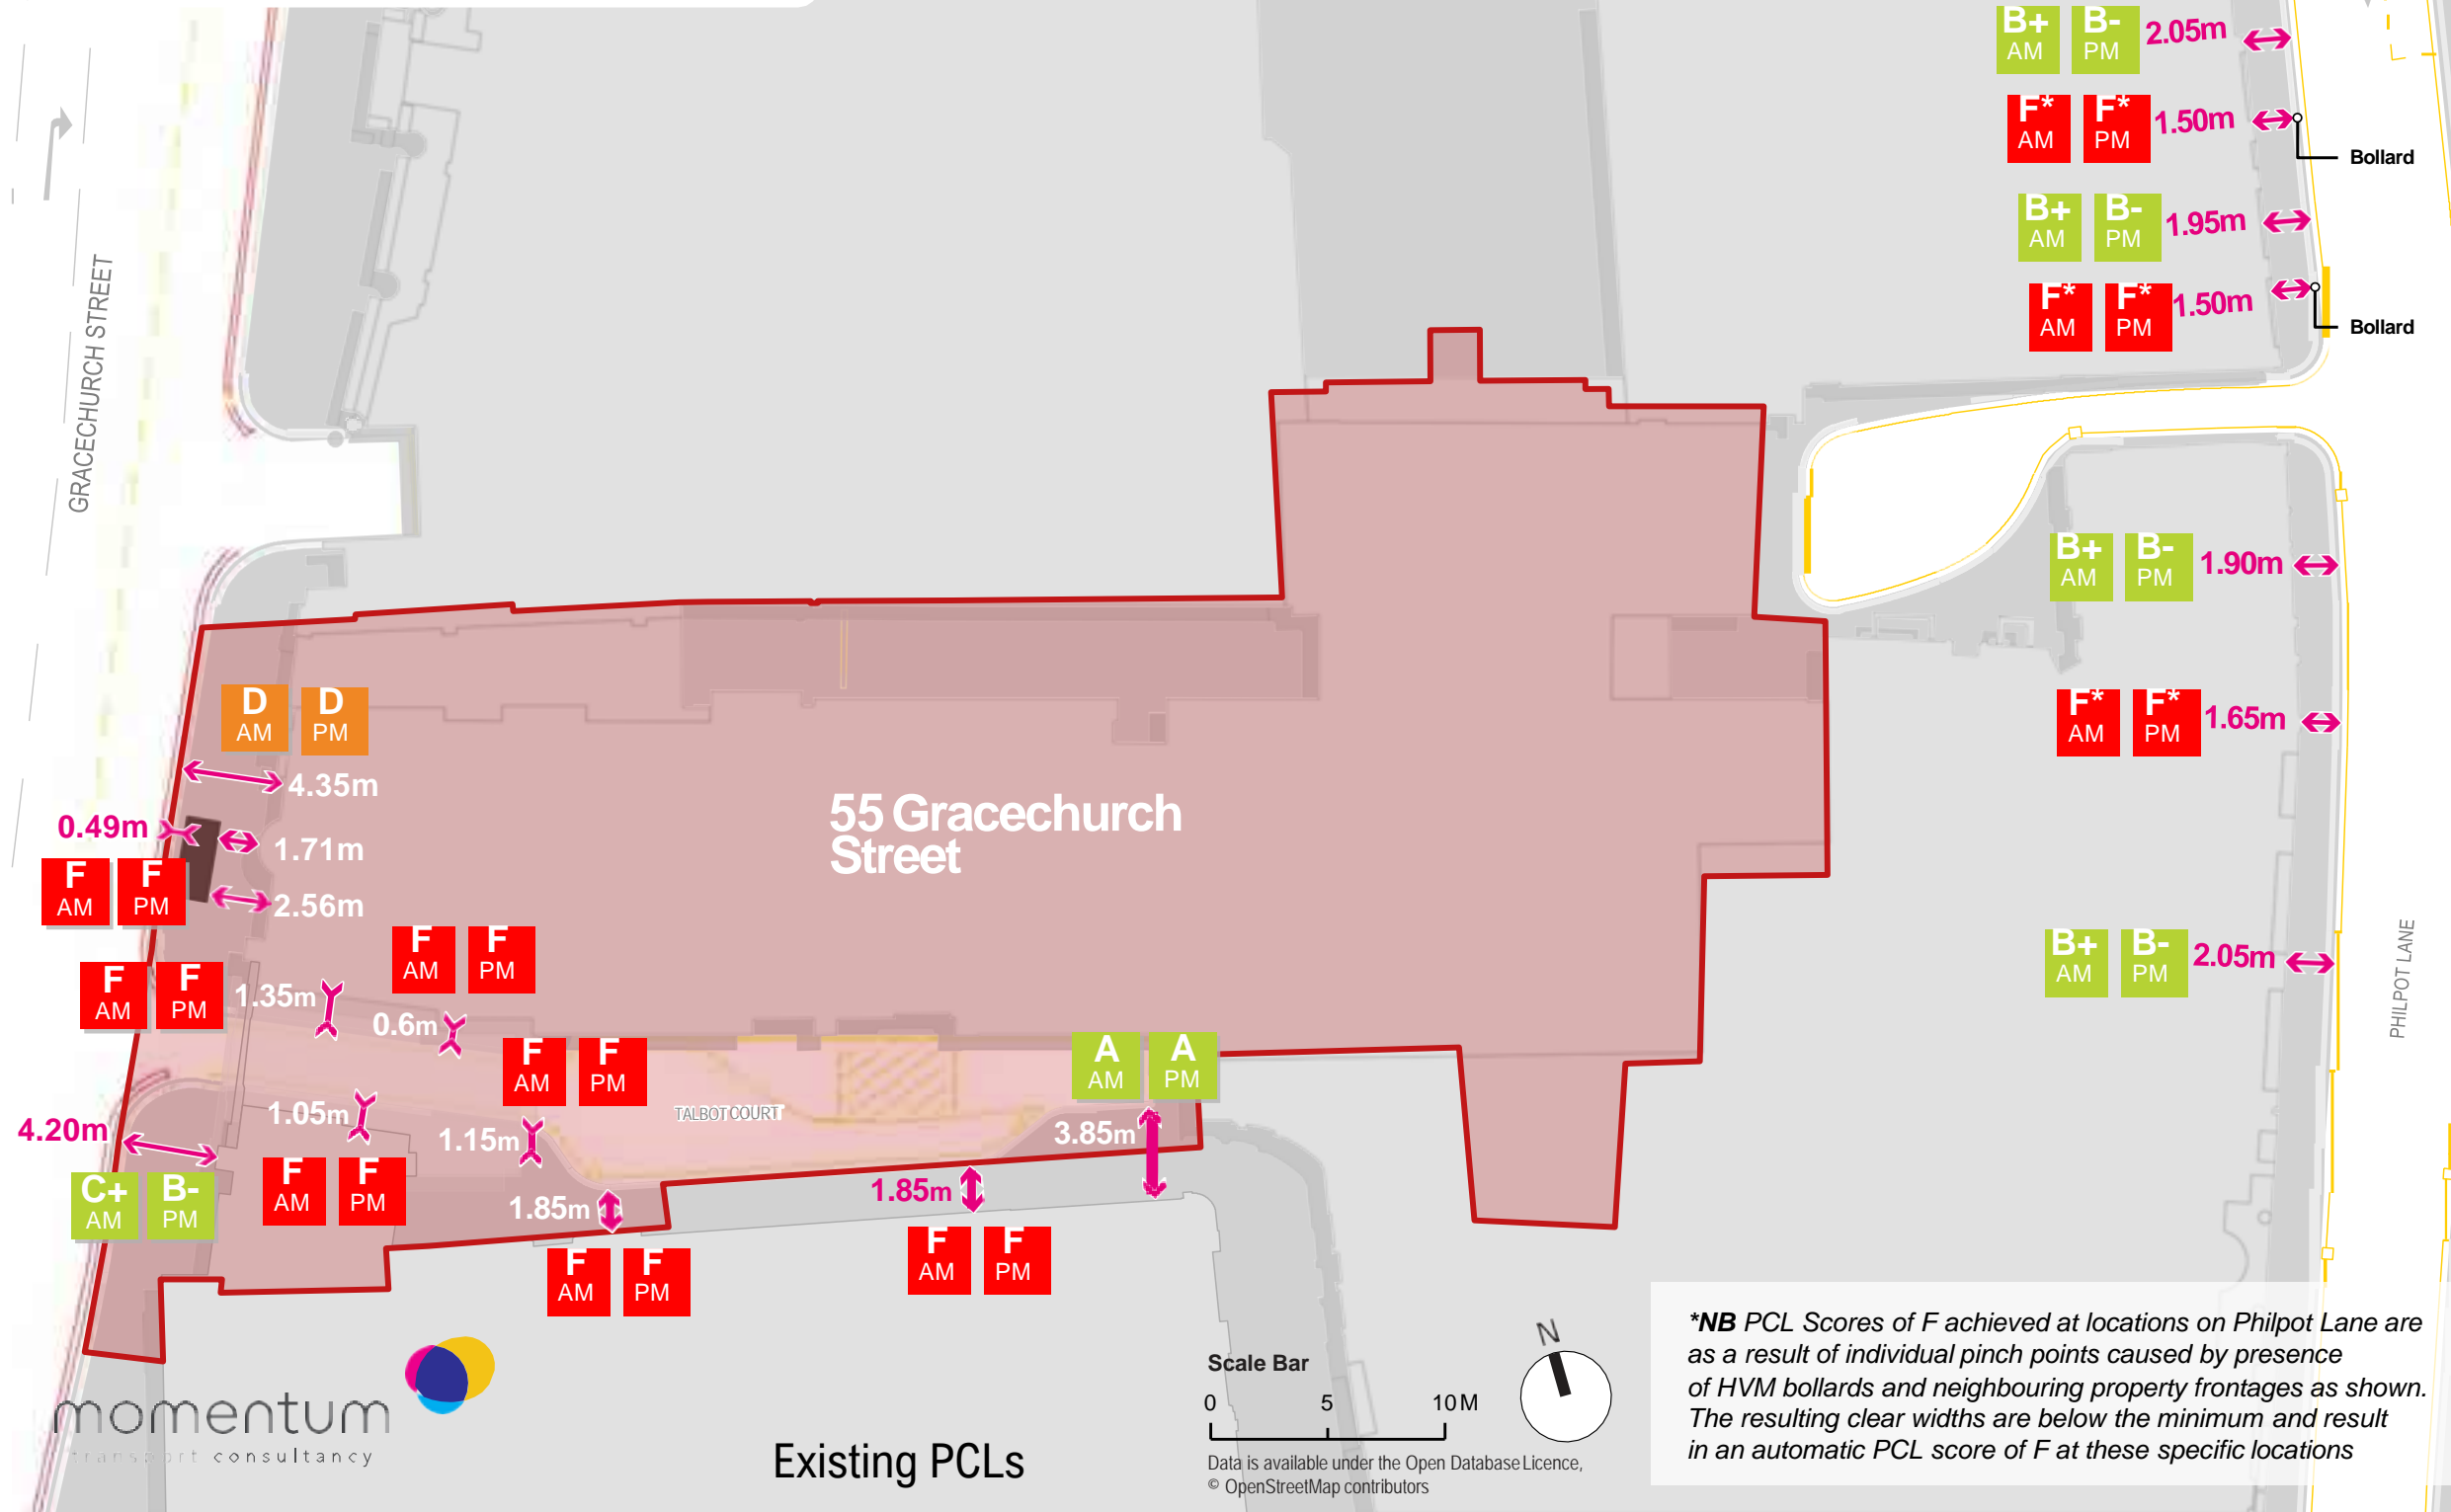 B+
AM
B-
PM
2.05m
F*
AM
F*
PM
1.50m
Bollard
B+
AM
B-
PM
1.95m
F*
AM
F*
PM
1.50m
Bollard
GRACECHURCH STREET
B+
AM
B-
PM
1.90m
D
AM
D
PM
4.35m
F*
AM
F*
PM
1.65m
55 Gracechurch
Street
0.49m
1.71m
F
AM
F
PM
2.56m
F
AM
F
PM
B+
AM
B-
PM
2.05m
PHILPOT LANE
F
AM
F
PM
1.35m
0.6m
F
AM
F
PM
A
AM
A
PM
TALBOT COURT
1.05m
4.20m
1.15m
3.85m
C+
AM
B-
PM
F
AM
F
PM
1.85m
1.85m
F
AM
F
PM
F
AM
F
PM
momentum
transport consultancy
Existing PCLs
Scale Bar
0 5 10M
Data is available under the Open Database Licence,
© OpenStreetMap contributors
N
*NB PCL Scores of F achieved at locations on Philpot Lane are
as a result of individual pinch points caused by presence
of HVM bollards and neighbouring property frontages as shown.
The resulting clear widths are below the minimum and result
in an automatic PCL score of F at these specific locations